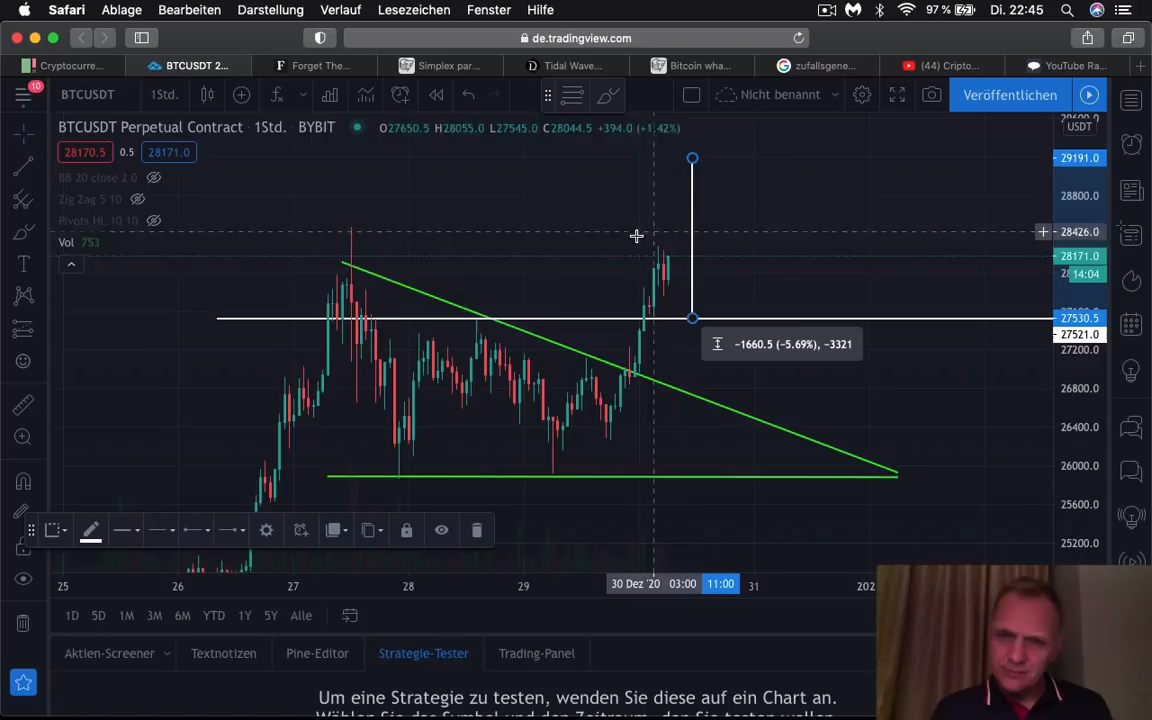 Safari Ablage Bearbeiten Darstellung Verlauf Lesezeichen Fenster Hilfe 97 % Di. 22:45
de.tradingview.com
Cryptocurre... BTCUSDT 2... Forget The... Simplex par... Tidal Wave... Bitcoin wha... zufallsgene... (44) Cripto... YouTube Ra...
10
BTCUSDT 1Std. Nicht benannt Veröffentlichen
BTCUSDT Perpetual Contract · 1Std. · BYBIT O27650.5 H28055.0 L27545.0 C28044.5 +394.0 (+1.42%)
USDT
28170.5 0.5 28171.0
29191.0
BB 20 close 2 0
28800.0
Zig Zag 5 10
Pivots HL 10 10
28426.0
Vol 753
28171.0
14:04
27530.5
27521.0
−1660.5 (−5.69%), −3321
27200.0
26800.0
26400.0
26000.0
25600.0
25200.0
25 26 27 28 29 30 Dez '20 03:00 11:00 31
1D 5D 1M 3M 6M YTD 1Y 5Y Alle
Aktien-Screener Textnotizen Pine-Editor Strategie-Tester Trading-Panel
Um eine Strategie zu testen, wenden Sie diese auf ein Chart an.